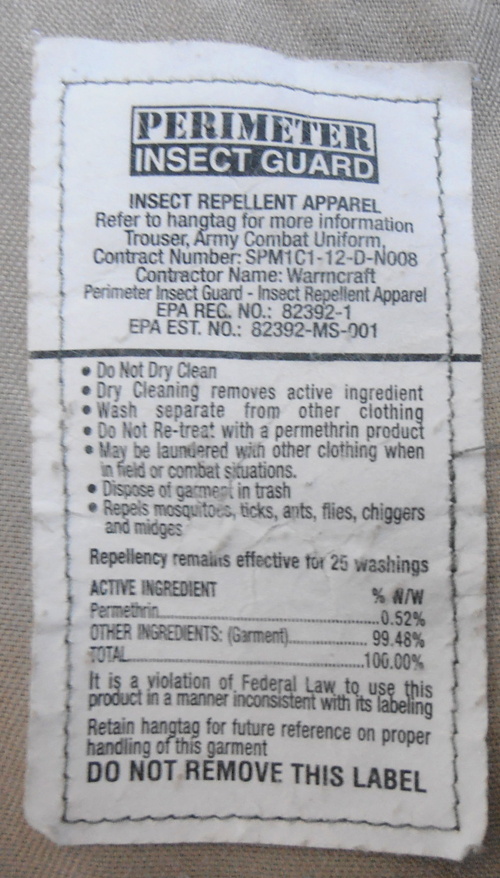 PERIMETER
INSECT GUARD
INSECT REPELLENT APPAREL
Refer to hangtag for more information
Trouser, Army Combat Uniform,
Contract Number: SPM1C1-12-D-N008
Contractor Name: Warmcraft
Perimeter Insect Guard - Insect Repellent Apparel
EPA REG. NO.: 82392-1
EPA EST. NO.: 82392-MS-001
• Do Not Dry Clean
• Dry Cleaning removes active ingredient
• Wash separate from other clothing
• Do Not Re-treat with a permethrin product
• May be laundered with other clothing when
in field or combat situations.
• Dispose of garment in trash
• Repels mosquitoes, ticks, ants, flies, chiggers
and midges
Repellency remains effective for 25 washings
ACTIVE INGREDIENT % W/W
Permethrin..............................0.52%
OTHER INGREDIENTS: (Garment)............... 99.48%
TOTAL..............................100.00%
It is a violation of Federal Law to use this
product in a manner inconsistent with its labeling
Retain hangtag for future reference on proper
handling of this garment
DO NOT REMOVE THIS LABEL